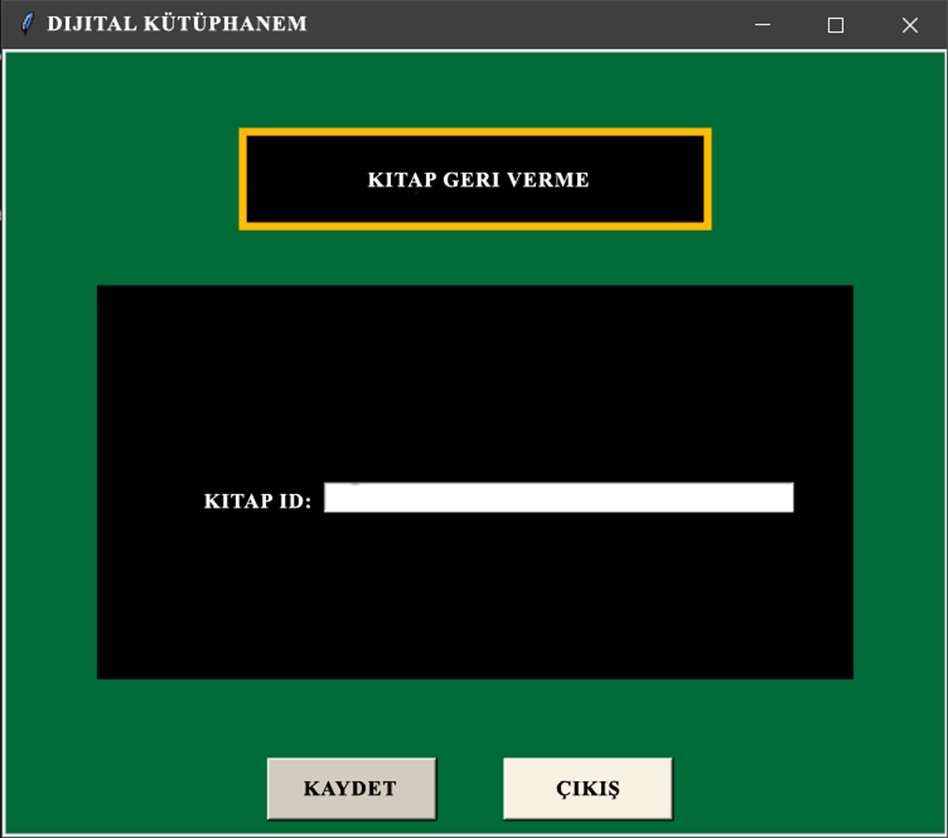 DIJITAL KÜTÜPHANEM
KITAP GERI VERME
KITAP ID:
KAYDET
ÇIKIŞ